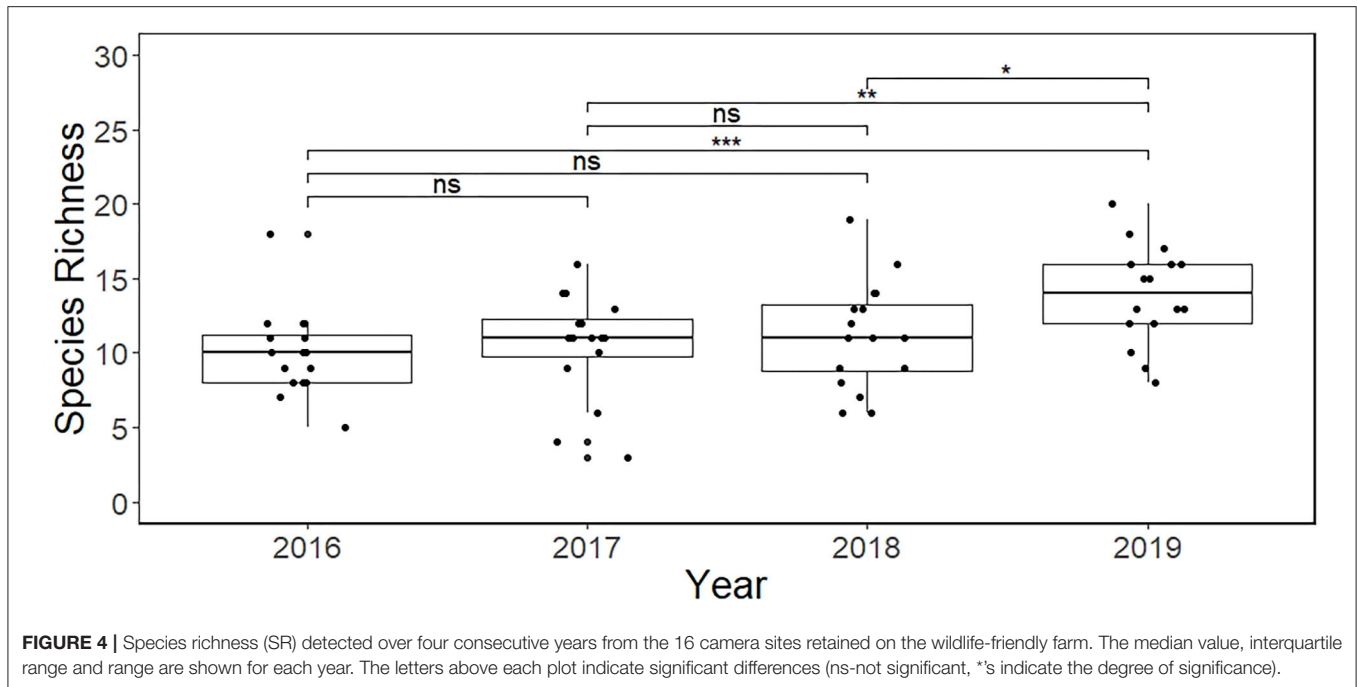 30
25
20
15
10
5
0
Species Richness
*
**
ns
***
ns
ns
2016 2017 2018 2019
Year
FIGURE 4 | Species richness (SR) detected over four consecutive years from the 16 camera sites retained on the wildlife-friendly farm. The median value, interquartile
range and range are shown for each year. The letters above each plot indicate significant differences (ns-not significant, *'s indicate the degree of significance).